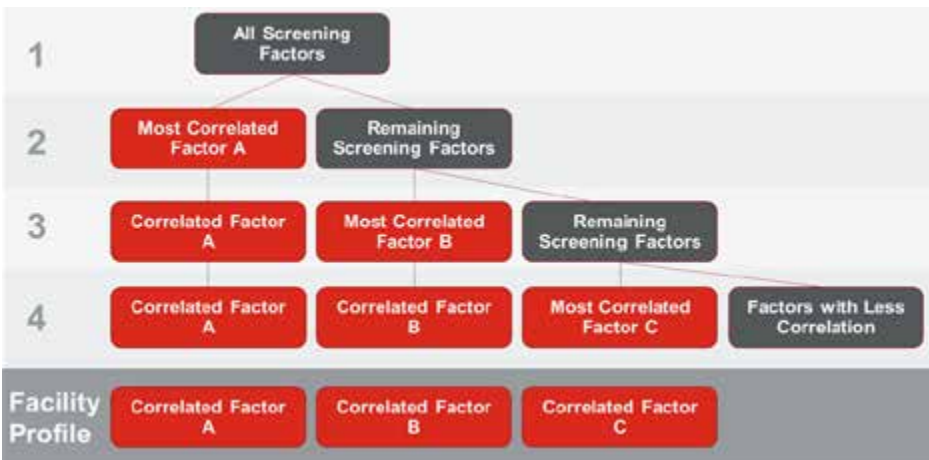 1
All Screening
Factors
2
Most Correlated
Factor A
Remaining
Screening Factors
3
Correlated Factor
A
Most Correlated
Factor B
Remaining
Screening Factors
4
Correlated Factor
A
Correlated Factor
B
Most Correlated
Factor C
Factors with Less
Correlation
Facility
Profile
Correlated Factor
A
Correlated Factor
B
Correlated Factor
C